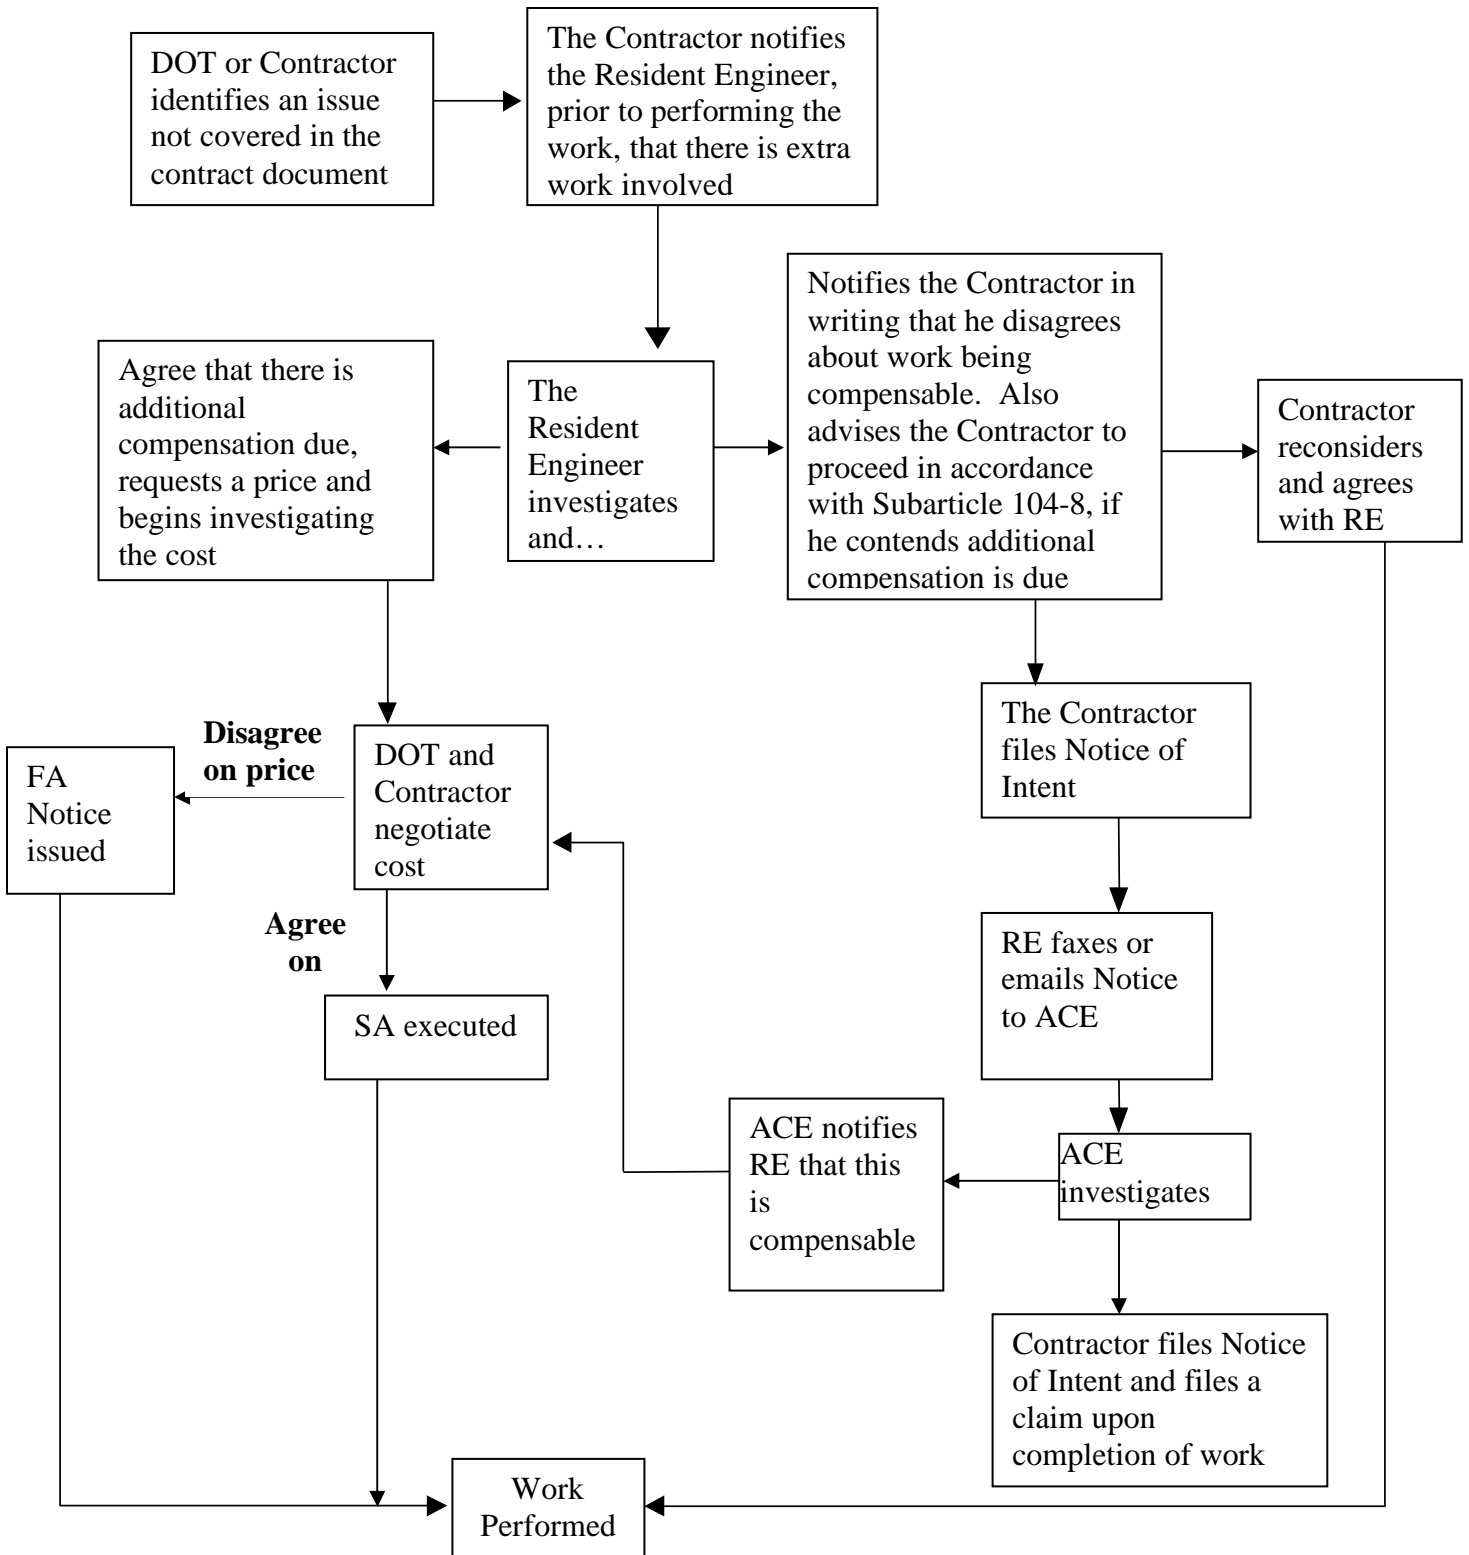 DOT or Contractor
identifies an issue
not covered in the
contract document
The Contractor notifies
the Resident Engineer,
prior to performing the
work, that there is extra
work involved
Agree that there is
additional
compensation due,
requests a price and
begins investigating
the cost
The
Resident
Engineer
investigates
and…
Notifies the Contractor in
writing that he disagrees
about work being
compensable.  Also
advises the Contractor to
proceed in accordance
with Subarticle 104-8, if
he contends additional
compensation is due
Contractor
reconsiders
and agrees
with RE
The Contractor
files Notice of
Intent
Disagree
on price
FA
Notice
issued
DOT and
Contractor
negotiate
cost
Agree
on
RE faxes or
emails Notice
to ACE
SA executed
ACE notifies
RE that this
is
compensable
ACE
investigates
Contractor files Notice
of Intent and files a
claim upon
completion of work
Work
Performed